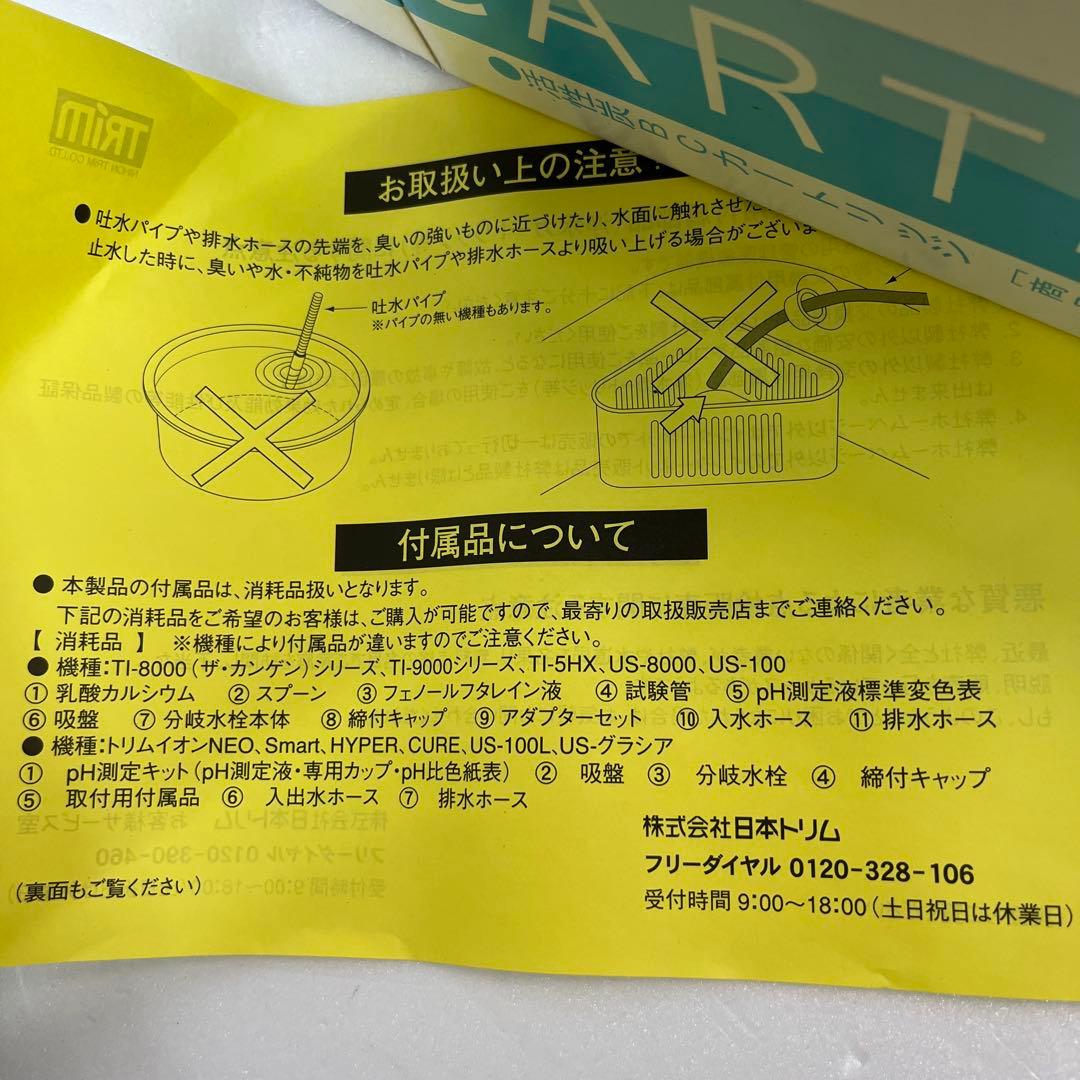 CART
●活性炭BCカートリッジ
TRiM
NIHON TRIM CO.,LTD.
お取扱い上の注意
●吐水パイプや排水ホースの先端を、臭いの強いものに近づけたり、水面に触れさせた
止水した時に、臭いや水・不純物を吐水パイプや排水ホースより吸い上げる場合がございま
吐水パイプ
※パイプの無い機種もあります。
付属品について
●本製品の付属品は、消耗品扱いとなります。
下記の消耗品をご希望のお客様は、ご購入が可能ですので、最寄りの取扱販売店までご連絡ください。
【 消耗品 】 ※機種により付属品が違いますのでご注意ください。
●機種:TI-8000(ザ・カンゲン)シリーズ、TI-9000シリーズ、TI-5HX、US-8000、US-100
①乳酸カルシウム ②スプーン ③フェノールフタレイン液 ④試験管 ⑤pH測定液標準変色表
⑥吸盤 ⑦分岐水栓本体 ⑧締付キャップ ⑨アダプターセット ⑩入水ホース ⑪排水ホース
●機種:トリムイオンNEO、Smart、HYPER、CURE、US-100L、US-グラシア
① pH測定キット(pH測定液・専用カップ・pH比色紙表) ② 吸盤 ③ 分岐水栓 ④ 締付キャップ
⑤ 取付用付属品 ⑥ 入出水ホース ⑦ 排水ホース
株式会社日本トリム
フリーダイヤル 0120-328-106
受付時間 9:00〜18:00(土日祝日は休業日)
(裏面もご覧ください)